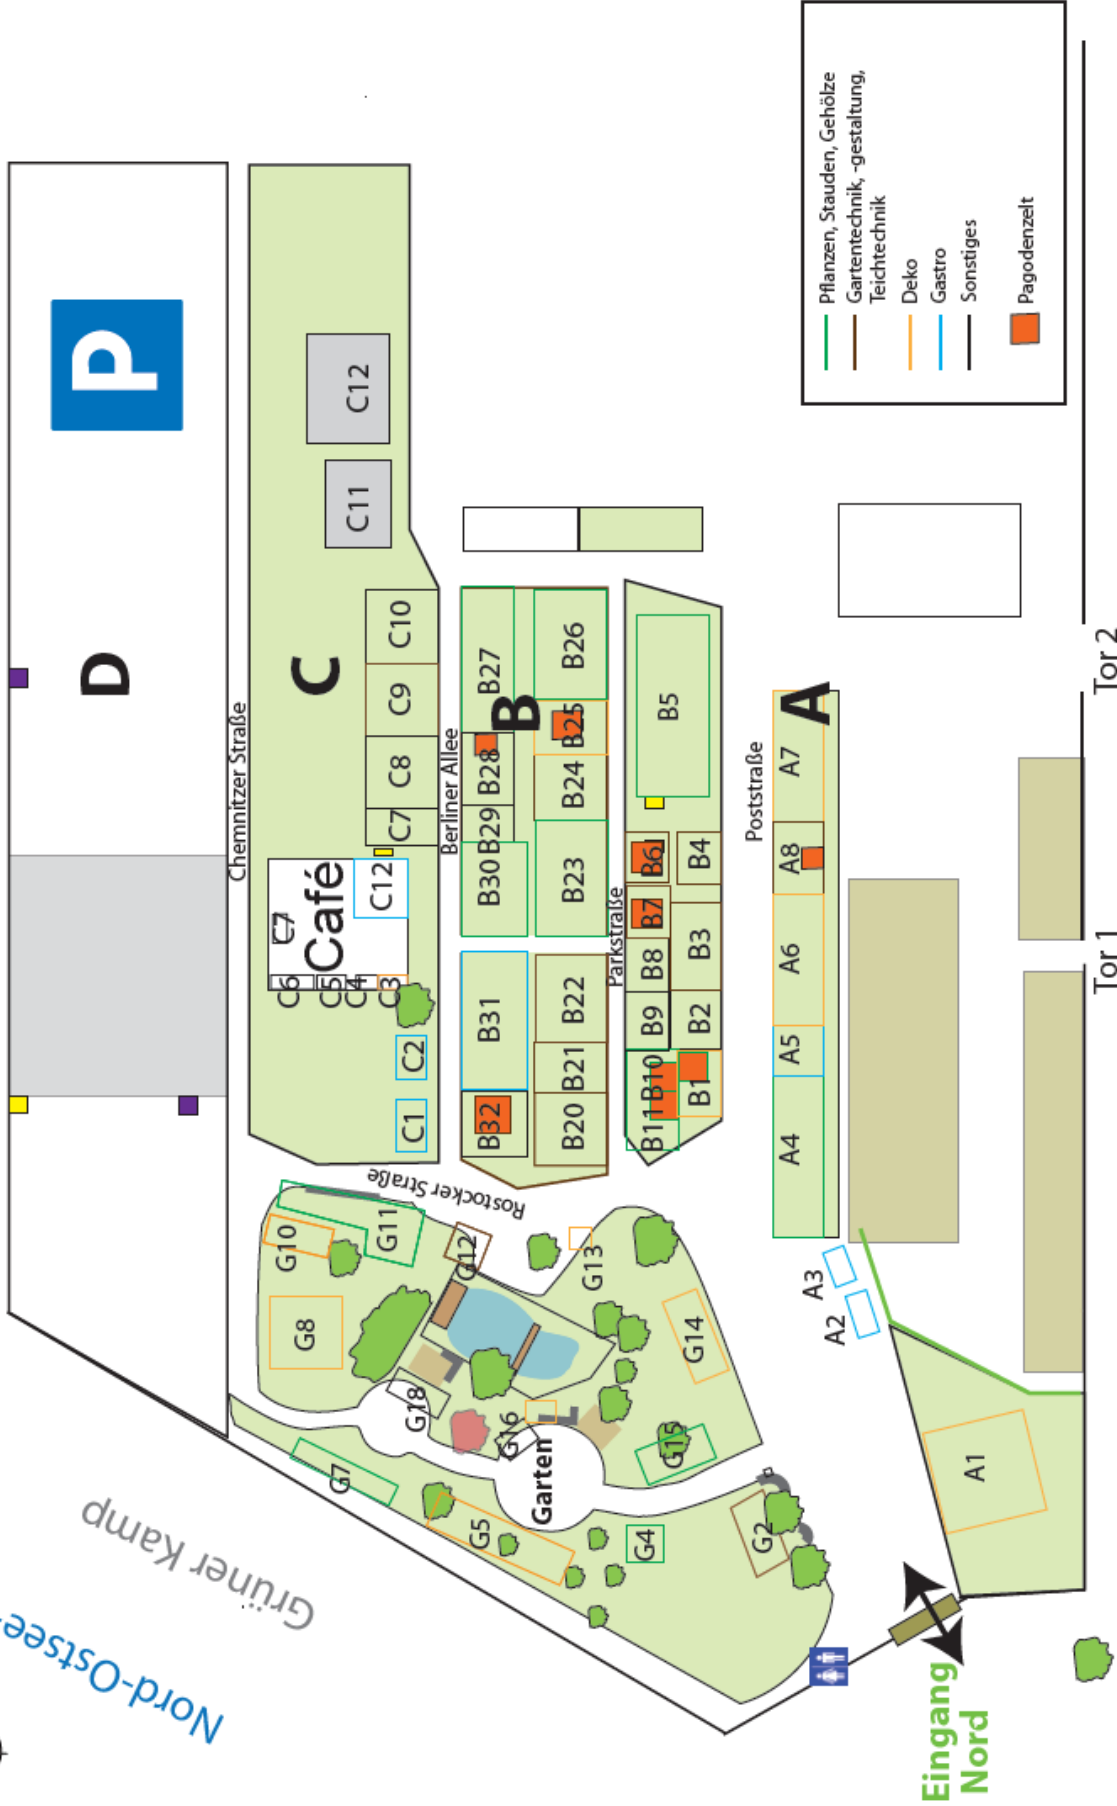 Nord-Ostsee-
Grüner Kamp
P
D
Chemnitzer Straße
C
C12
C11
C10
C9
C8
C7
C12
Café
C7
C6
C5
C4
C3
C2
C1
Berliner Allee
B
B27
B28
B29
B30
B31
B32
B26
B25
B24
B23
B22
B21
B20
Rostocker Straße
Parkstraße
B5
B6
B7
B8
B9
B10
B11
B4
B3
B2
B1
Poststraße
A
A7
A8
A6
A5
A4
A3
A2
A1
G10
G11
G12
G8
G13
G14
G18
G16
G15
Garten
G7
G5
G4
G2
Eingang
Nord
Tor 1
Tor 2
Pflanzen, Stauden, Gehölze
Gartentechnik, -gestaltung,
Teichtechnik
Deko
Gastro
Sonstiges
Pagodenzelt